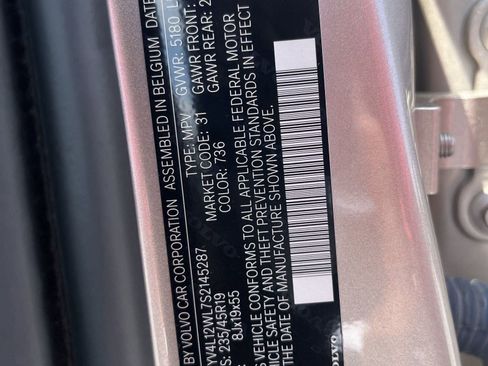 BY VOLVO CAR CORPORATION ASSEMBLED IN BELGIUM DATE
GVWR: 5180 L
GAWR FRONT:
GAWR REAR: 2
TYPE: MPV
MARKET CODE: 31
COLOR: 736
YV4L12WL7S2145287
S: 235/45R19
8Jx19x55
S VEHICLE CONFORMS TO ALL APPLICABLE FEDERAL MOTOR
VEHICLE SAFETY AND THEFT PREVENTION STANDARDS IN EFFECT
DATE OF MANUFACTURE SHOWN ABOVE.
VOLVO